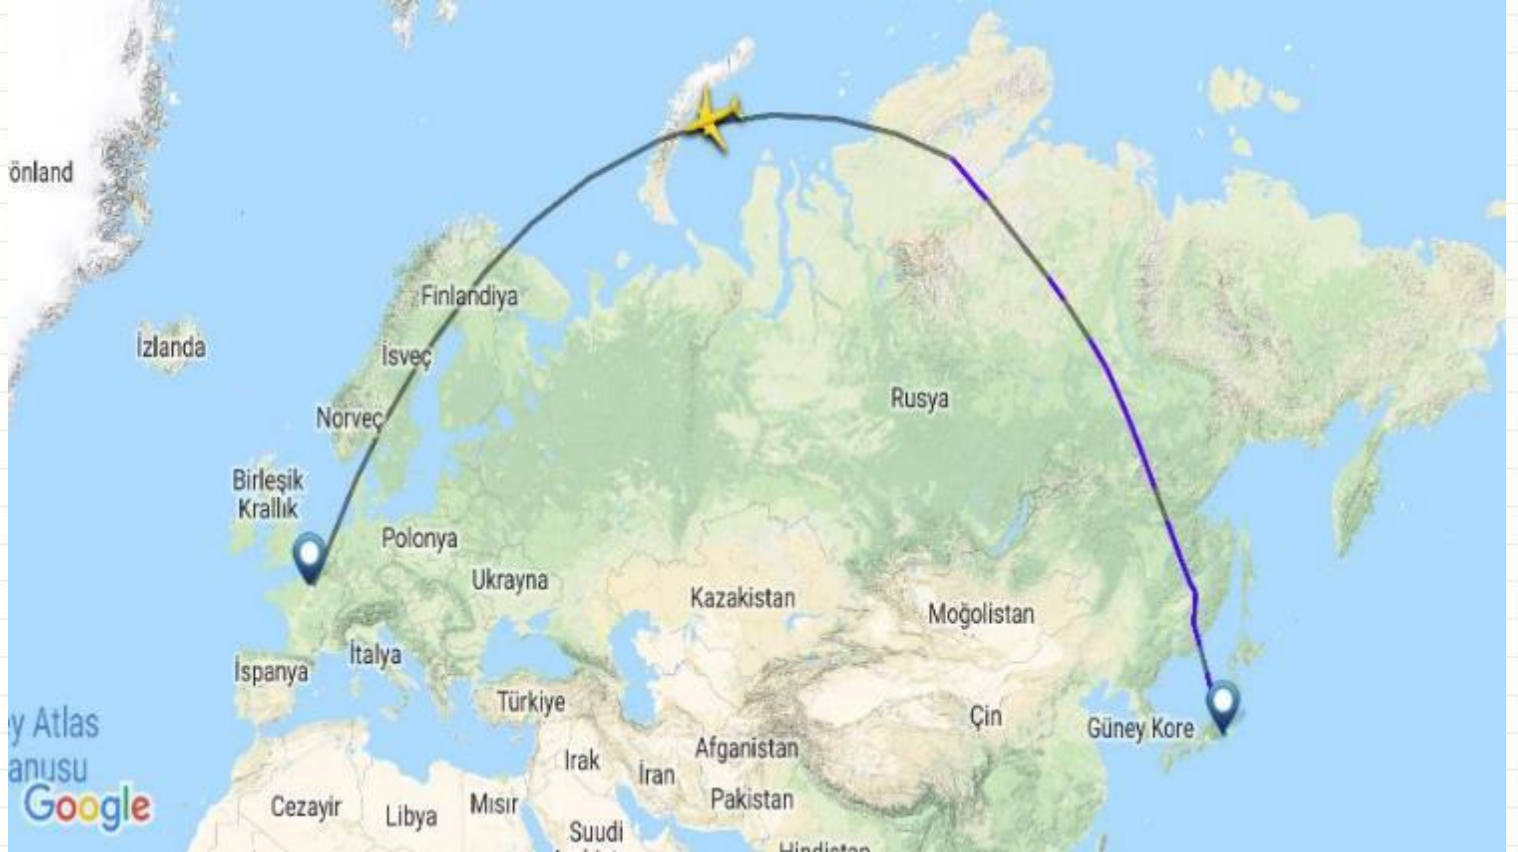 önland
İzlanda
Finlandiya
İsveç
Norveç
Rusya
Birleşik
Krallık
Polonya
Ukrayna
Kazakistan
Moğolistan
İtalya
İspanya
Türkiye
Çin
Güney Kore
y Atlas
anusu
Afganistan
Irak
İran
Pakistan
Google
Cezayir
Libya
Mısır
Suudi
Hindistan